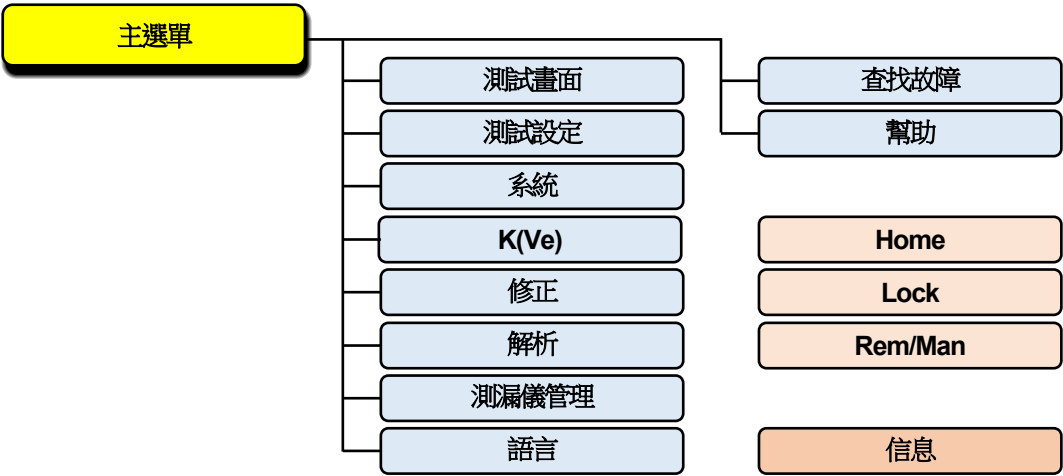 主選單
測試畫面
查找故障
測試設定
幫助
系統
K(Ve)
Home
修正
Lock
解析
Rem/Man
測漏儀管理
語言
信息